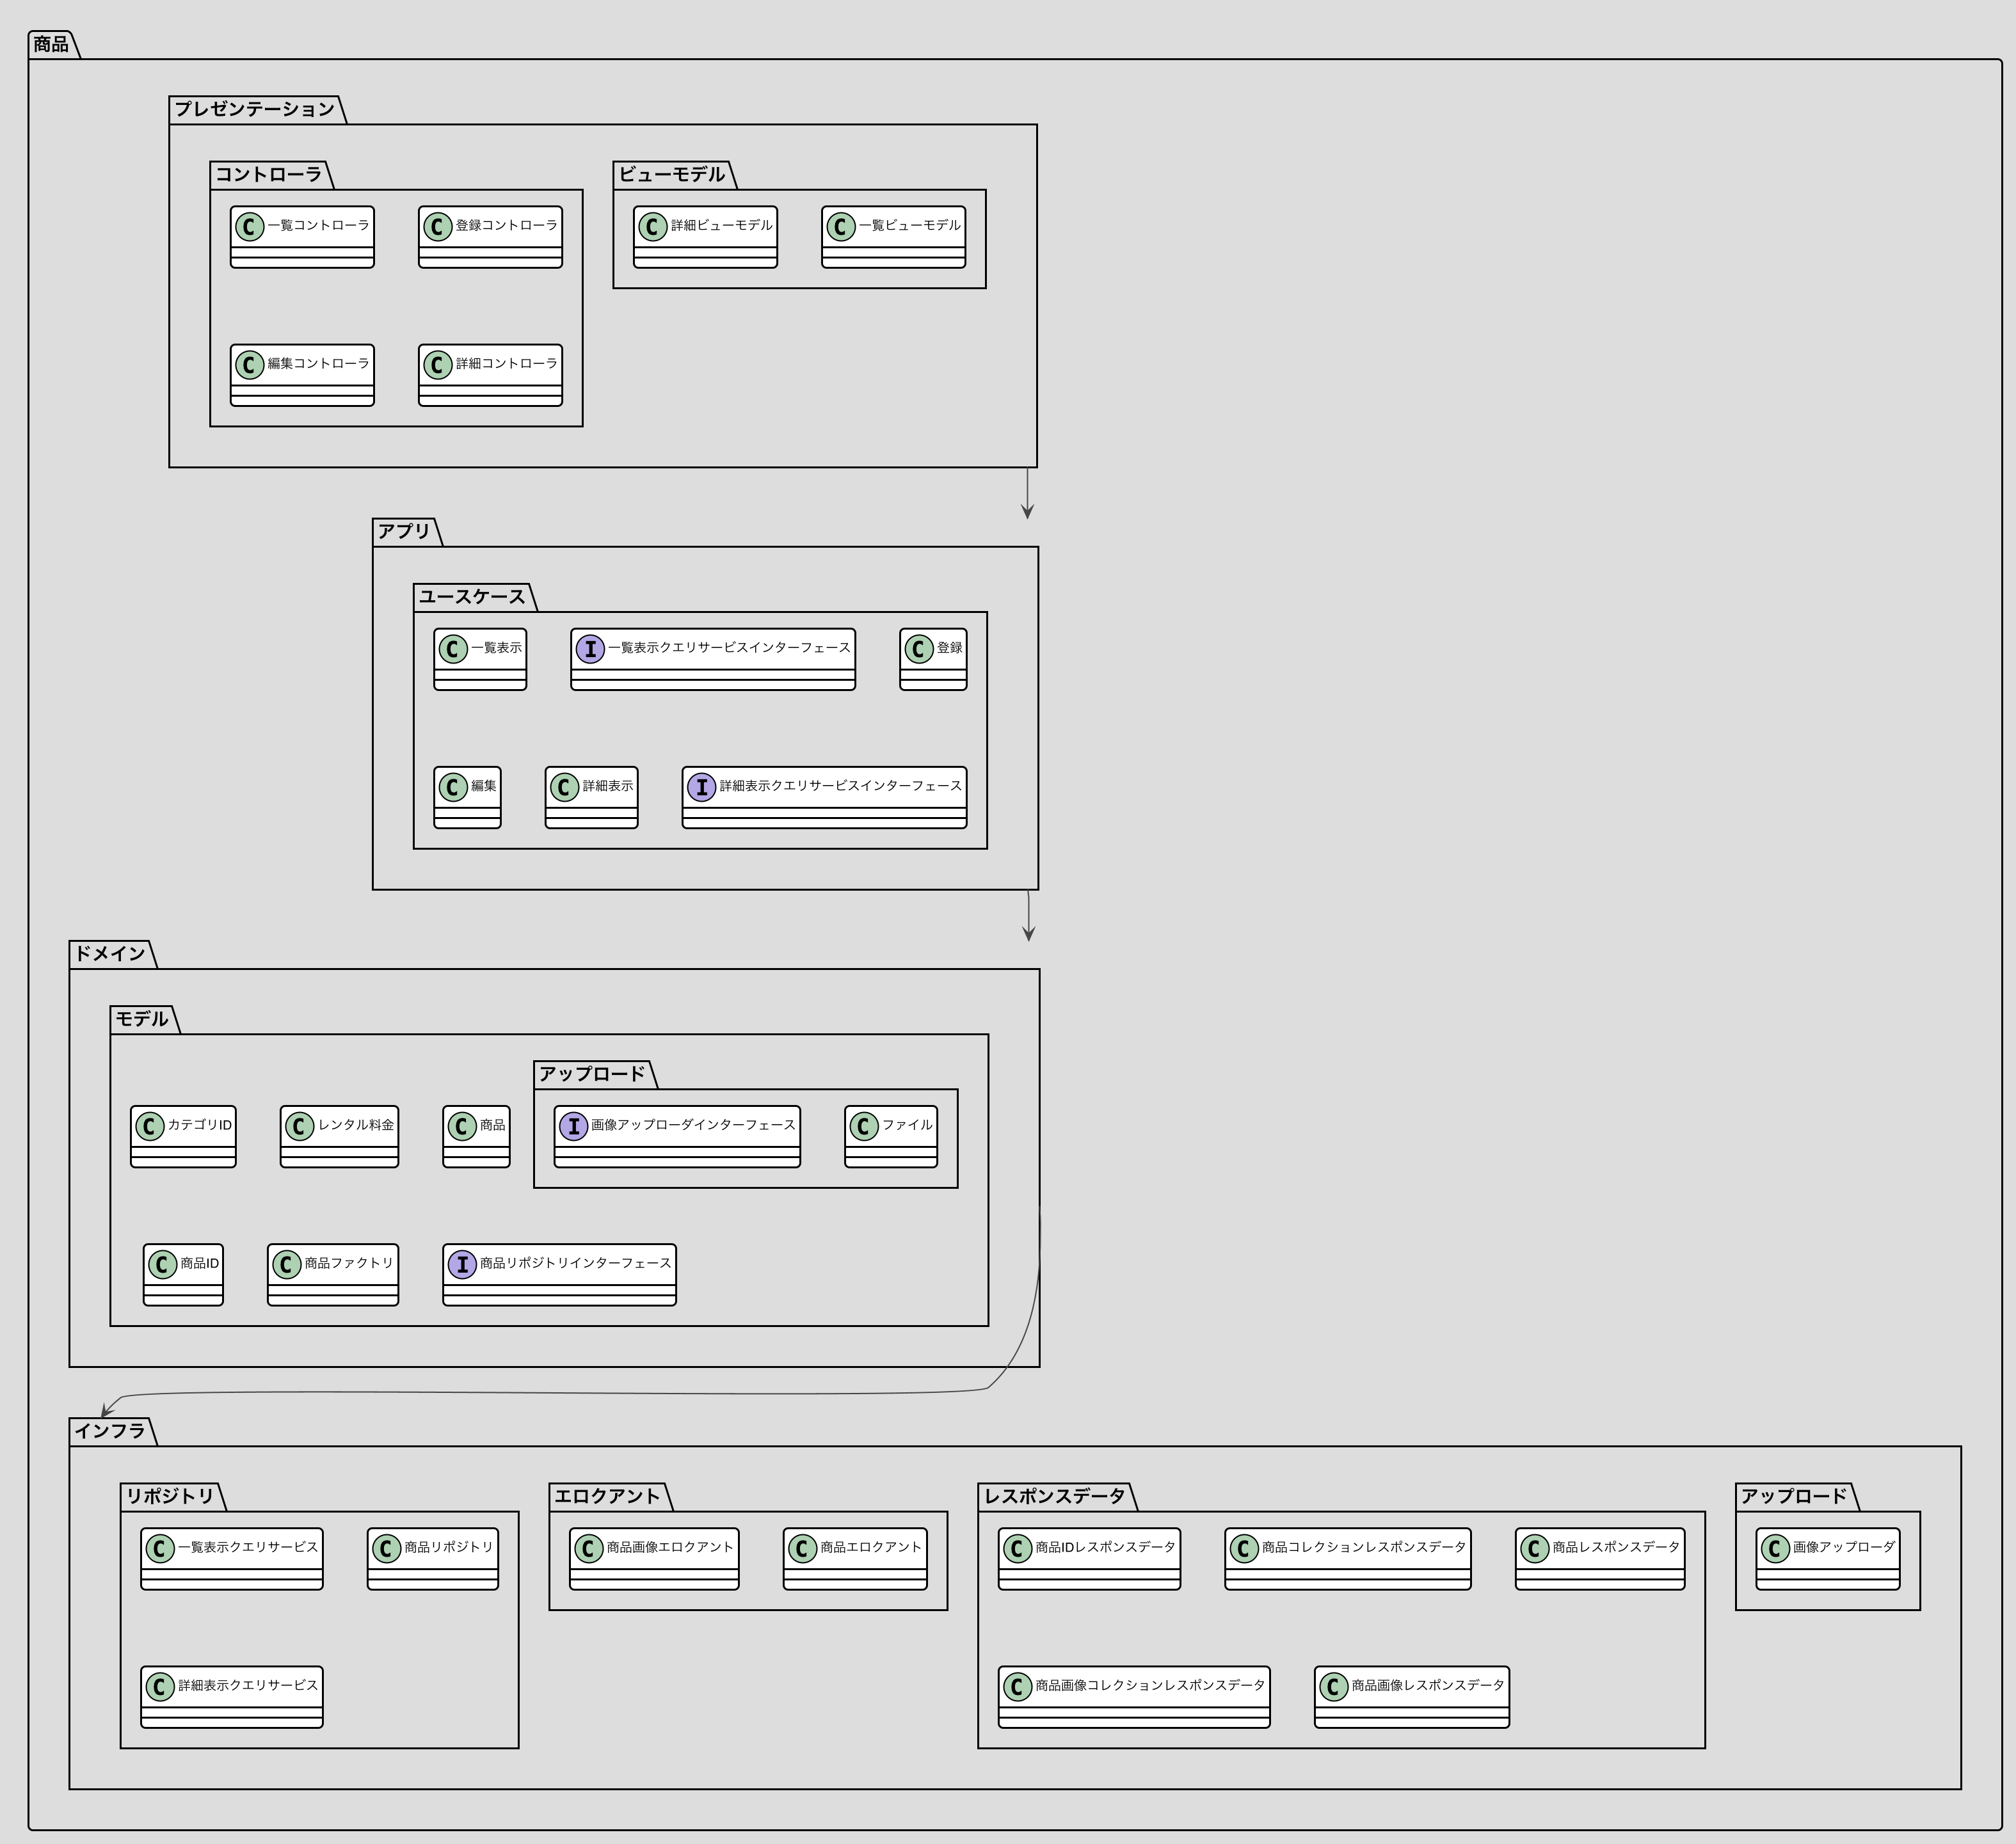 商品
プレゼンテーション
コントローラ
C 一覧コントローラ
C 登録コントローラ
C 編集コントローラ
C 詳細コントローラ
ビューモデル
C 詳細ビューモデル
C 一覧ビューモデル
アプリ
ユースケース
C 一覧表示
I 一覧表示クエリサービスインターフェース
C 登録
C 編集
C 詳細表示
I 詳細表示クエリサービスインターフェース
ドメイン
モデル
C カテゴリID
C レンタル料金
C 商品
アップロード
I 画像アップローダインターフェース
C ファイル
C 商品ID
C 商品ファクトリ
I 商品リポジトリインターフェース
インフラ
リポジトリ
C 一覧表示クエリサービス
C 商品リポジトリ
C 詳細表示クエリサービス
エロクアント
C 商品画像エロクアント
C 商品エロクアント
レスポンスデータ
C 商品IDレスポンスデータ
C 商品コレクションレスポンスデータ
C 商品レスポンスデータ
C 商品画像コレクションレスポンスデータ
C 商品画像レスポンスデータ
アップロード
C 画像アップローダ